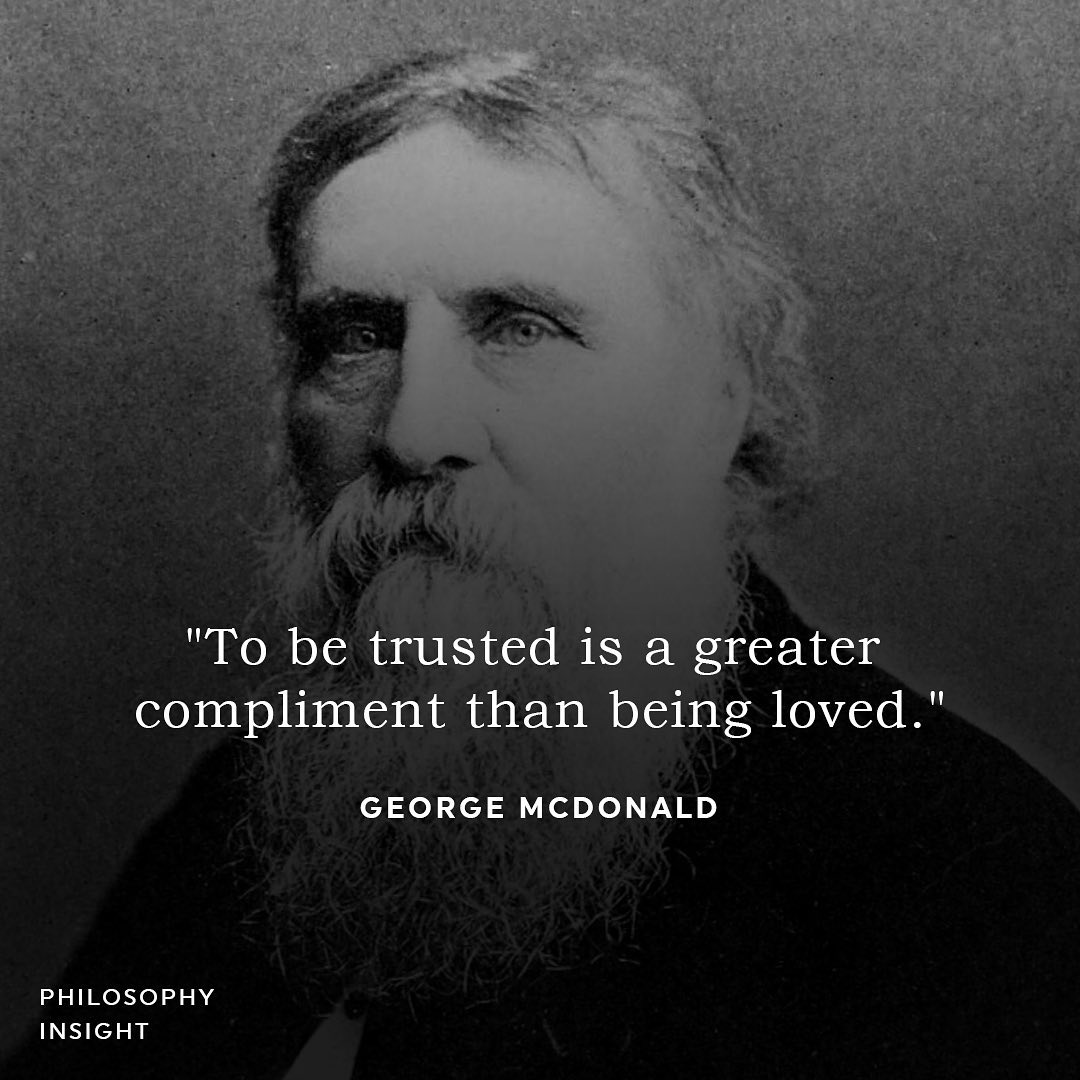 "To be trusted is a greater
compliment than being loved."
GEORGE MCDONALD
PHILOSOPHY
INSIGHT